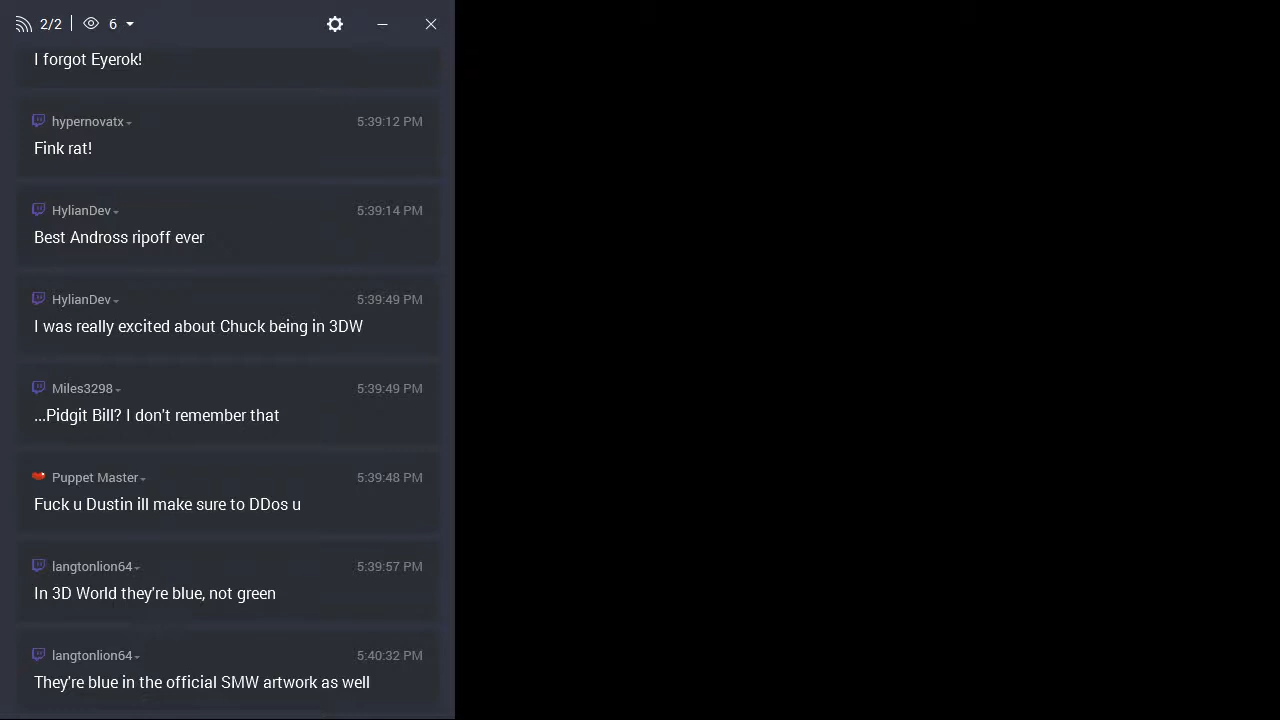 2/2 | 6
I forgot Eyerok!
hypernovatx 5:39:12 PM
Fink rat!
HylianDev 5:39:14 PM
Best Andross ripoff ever
HylianDev 5:39:49 PM
I was really excited about Chuck being in 3DW
Miles3298 5:39:49 PM
...Pidgit Bill? I don't remember that
Puppet Master 5:39:48 PM
Fuck u Dustin ill make sure to DDos u
langtonlion64 5:39:57 PM
In 3D World they're blue, not green
langtonlion64 5:40:32 PM
They're blue in the official SMW artwork as well